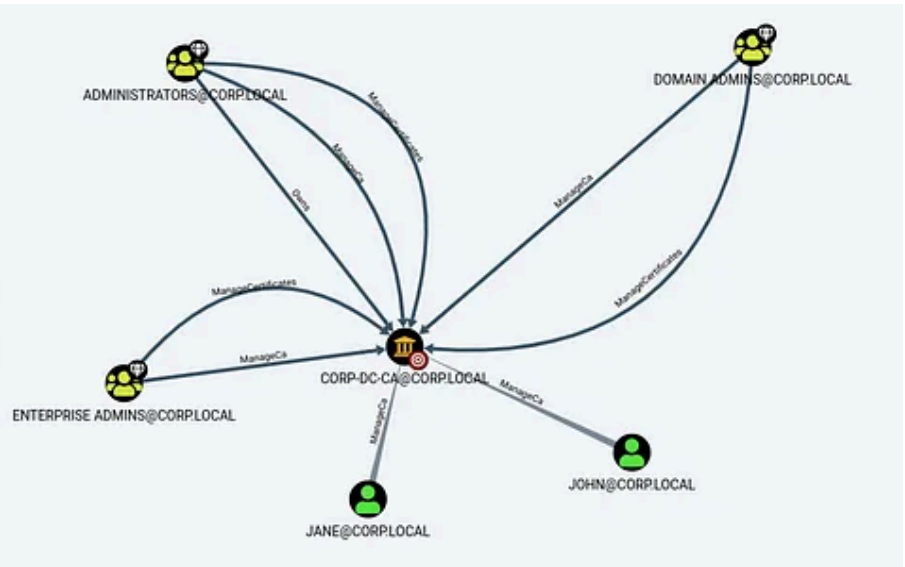 ADMINISTRATORS@CORP.LOCAL
DOMAIN ADMINS@CORP.LOCAL
ManageCertificates
ManageCa
Owns
ManageCa
ManageCertificates
ManageCertificates
ManageCa
CORP-DC-CA@CORP.LOCAL
ENTERPRISE ADMINS@CORP.LOCAL
ManageCa
ManageCa
JOHN@CORP.LOCAL
JANE@CORP.LOCAL